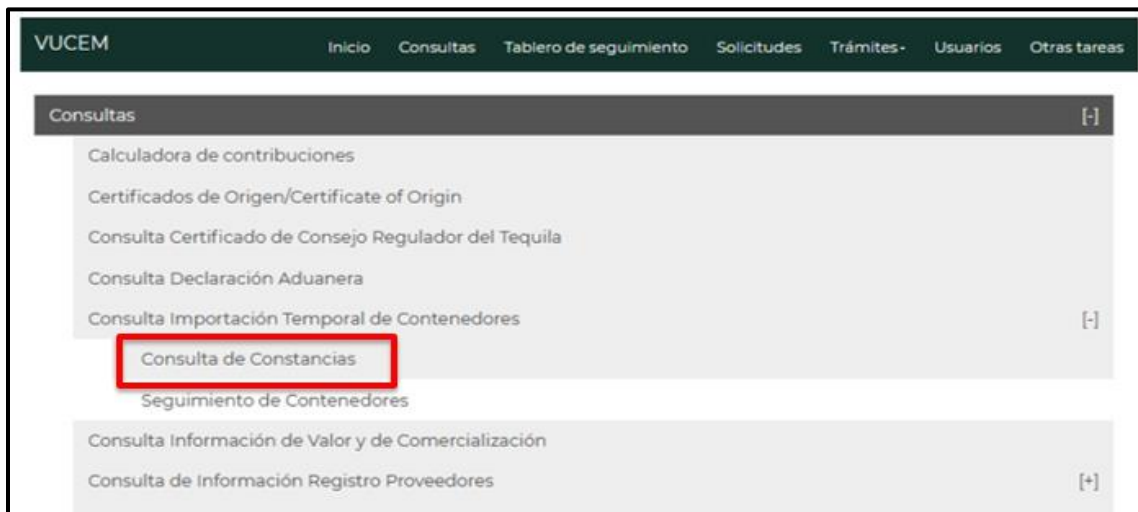 VUCEM Inicio Consultas Tablero de seguimiento Solicitudes Trámites- Usuarios Otras tareas
Consultas [-]
Calculadora de contribuciones
Certificados de Origen/Certificate of Origin
Consulta Certificado de Consejo Regulador del Tequila
Consulta Declaración Aduanera
Consulta Importación Temporal de Contenedores [-]
Consulta de Constancias
Seguimiento de Contenedores
Consulta Información de Valor y de Comercialización
Consulta de Información Registro Proveedores [+]